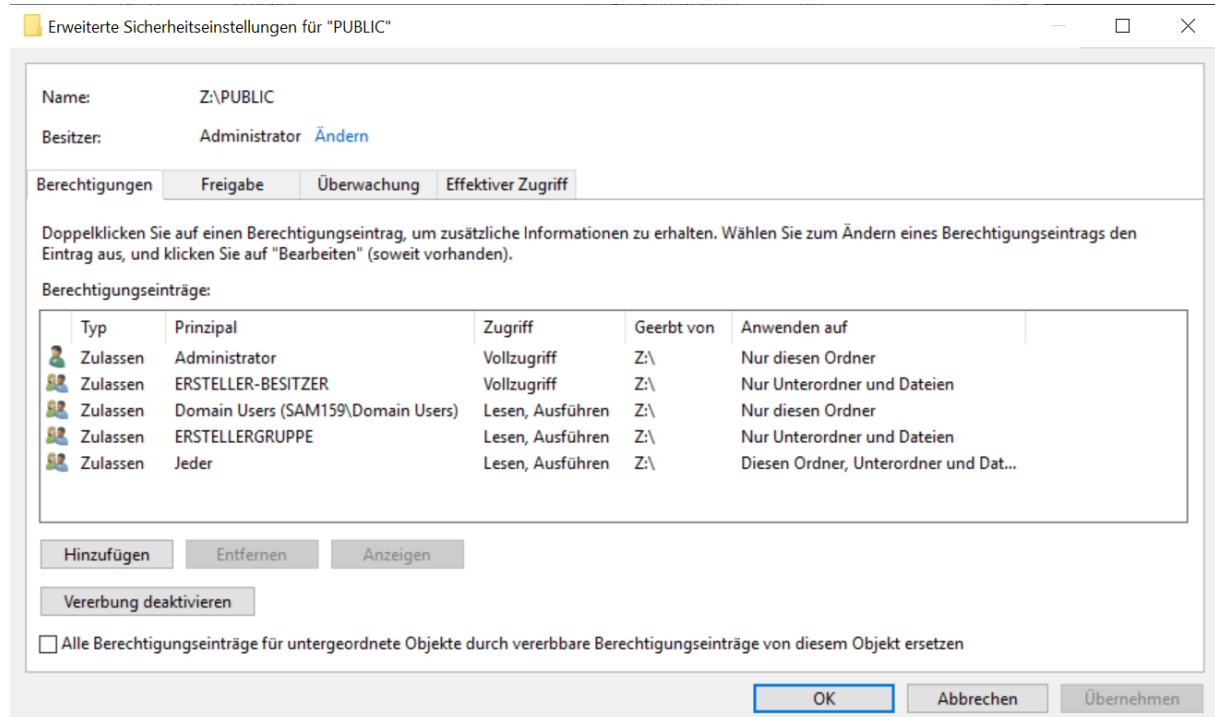 Erweiterte Sicherheitseinstellungen für "PUBLIC"
Name: Z:\PUBLIC
Besitzer: Administrator Ändern
Berechtigungen Freigabe Überwachung Effektiver Zugriff
Doppelklicken Sie auf einen Berechtigungseintrag, um zusätzliche Informationen zu erhalten. Wählen Sie zum Ändern eines Berechtigungseintrags den
Eintrag aus, und klicken Sie auf "Bearbeiten" (soweit vorhanden).
Berechtigungseinträge:
Typ Prinzipal Zugriff Geerbt von Anwenden auf
Zulassen Administrator Vollzugriff Z:\ Nur diesen Ordner
Zulassen ERSTELLER-BESITZER Vollzugriff Z:\ Nur Unterordner und Dateien
Zulassen Domain Users (SAM159\Domain Users) Lesen, Ausführen Z:\ Nur diesen Ordner
Zulassen ERSTELLERGRUPPE Lesen, Ausführen Z:\ Nur Unterordner und Dateien
Zulassen Jeder Lesen, Ausführen Z:\ Diesen Ordner, Unterordner und Dat...
Hinzufügen Entfernen Anzeigen
Vererbung deaktivieren
Alle Berechtigungseinträge für untergeordnete Objekte durch vererbbare Berechtigungseinträge von diesem Objekt ersetzen
OK Abbrechen Übernehmen